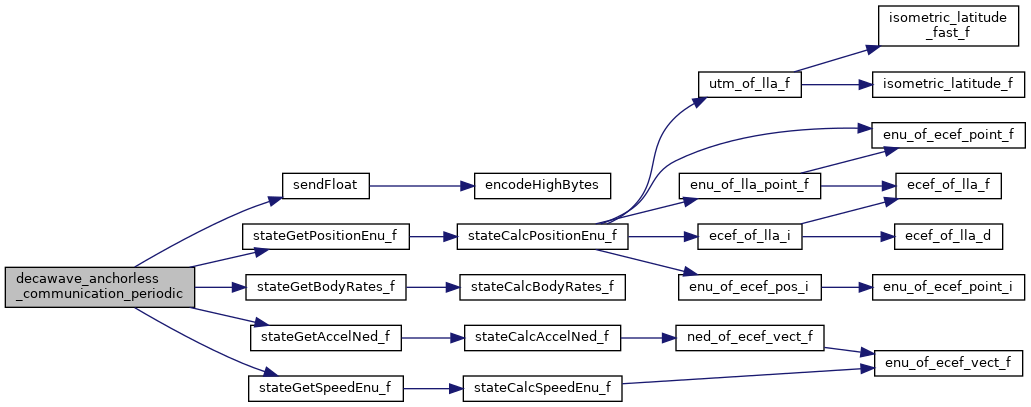 decawave_anchorless
_communication_periodic
sendFloat
stateGetPositionEnu_f
stateGetBodyRates_f
stateGetAccelNed_f
stateGetSpeedEnu_f
encodeHighBytes
stateCalcPositionEnu_f
stateCalcBodyRates_f
stateCalcAccelNed_f
stateCalcSpeedEnu_f
utm_of_lla_f
enu_of_lla_point_f
ecef_of_lla_i
enu_of_ecef_pos_i
ned_of_ecef_vect_f
isometric_latitude
_fast_f
isometric_latitude_f
enu_of_ecef_point_f
ecef_of_lla_f
ecef_of_lla_d
enu_of_ecef_point_i
enu_of_ecef_vect_f